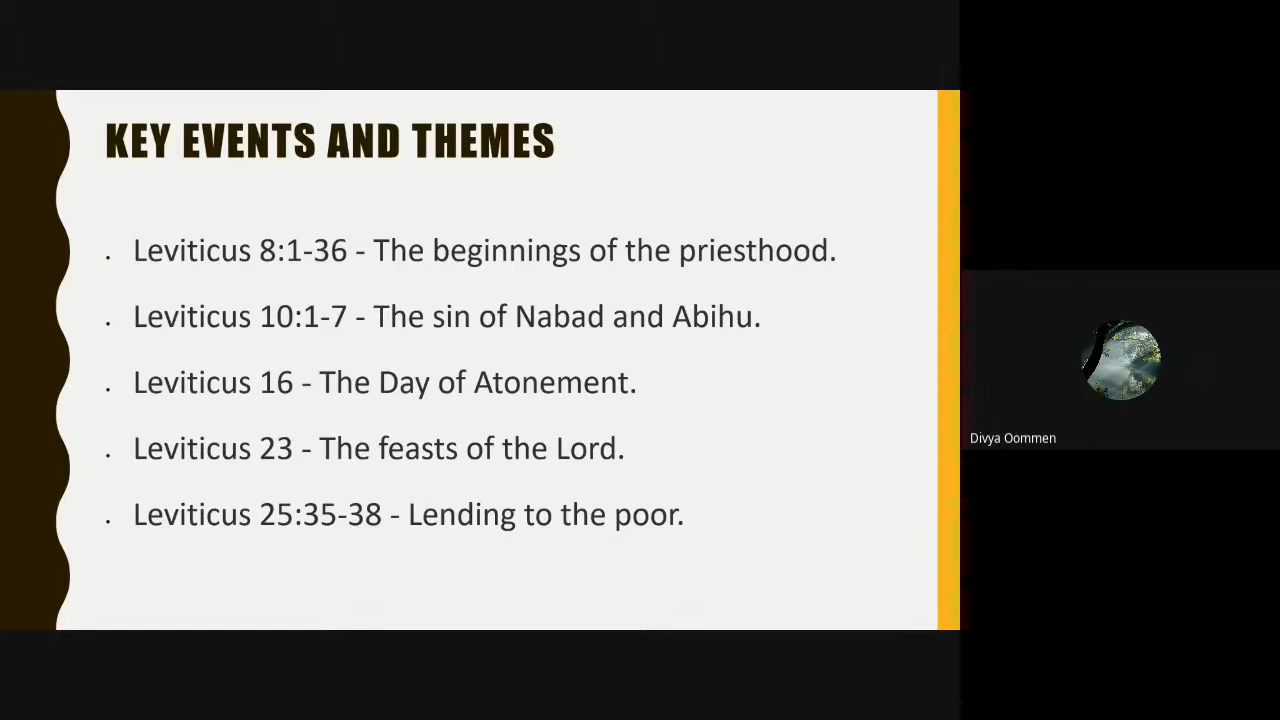 KEY EVENTS AND THEMES
. Leviticus 8:1-36 - The beginnings of the priesthood.
. Leviticus 10:1-7 - The sin of Nabad and Abihu.
. Leviticus 16 - The Day of Atonement.
. Leviticus 23 - The feasts of the Lord.
. Leviticus 25:35-38 - Lending to the poor.
Divya Oommen